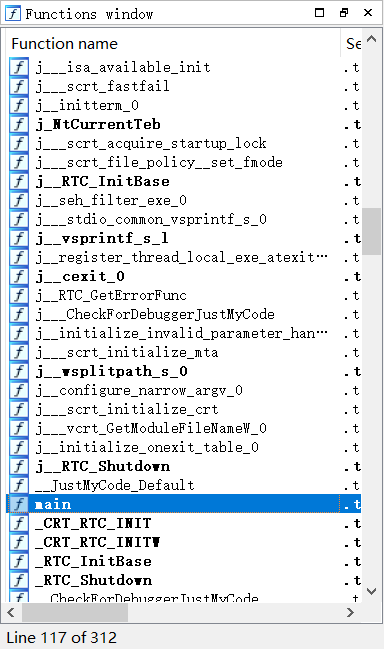 Functions window
Function name Se
j___isa_available_init .t
j___scrt_fastfail .t
j__initterm_0 .t
j_NtCurrentTeb .t
j___scrt_acquire_startup_lock .t
j___scrt_file_policy__set_fmode .t
j__RTC_InitBase .t
j__seh_filter_exe_0 .t
j___stdio_common_vsprintf_s_0 .t
j__vsprintf_s_l .t
j__register_thread_local_exe_atexit··· .t
j__cexit_0 .t
j__RTC_GetErrorFunc .t
j___CheckForDebuggerJustMyCode .t
j__initialize_invalid_parameter_han··· .t
j___scrt_initialize_mta .t
j__wsplitpath_s_0 .t
j__configure_narrow_argv_0 .t
j___scrt_initialize_crt .t
j___vcrt_GetModuleFileNameW_0 .t
j__initialize_onexit_table_0 .t
j__RTC_Shutdown .t
__JustMyCode_Default .t
main .t
_CRT_RTC_INIT .t
_CRT_RTC_INITW .t
_RTC_InitBase .t
_RTC_Shutdown .t
__CheckForDebuggerJustMyCode .t
Line 117 of 312